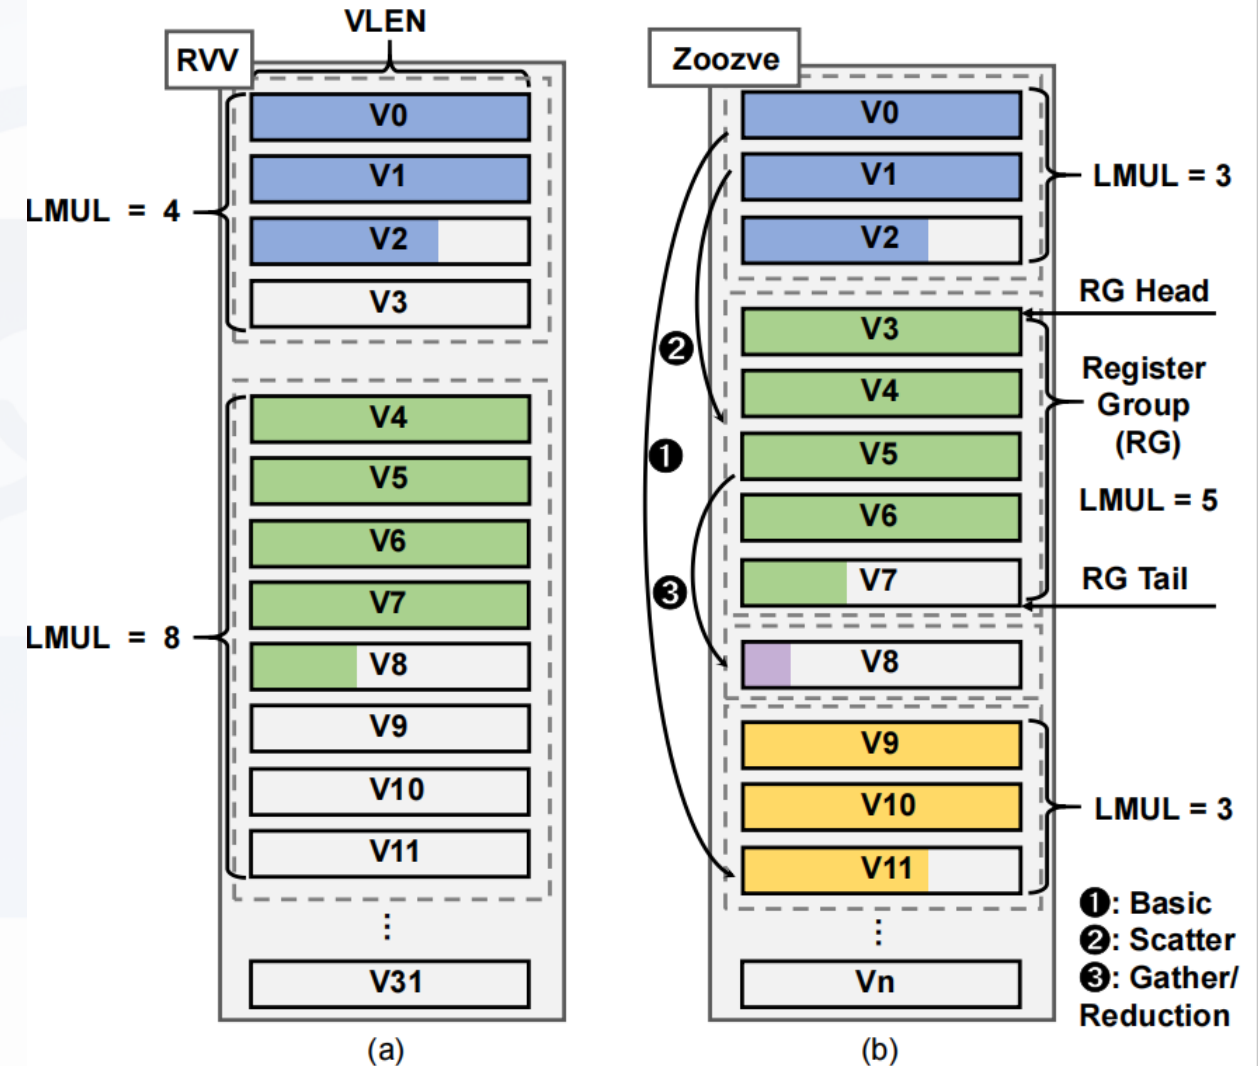 VLEN
RVV
V0
V1
LMUL = 4
V2
V3
V4
V5
V6
V7
LMUL = 8
V8
V9
V10
V11
⋮
V31
(a)
Zoozve
V0
V1
LMUL = 3
V2
RG Head
V3
Register
Group
(RG)
V4
V5
LMUL = 5
V6
RG Tail
V7
V8
V9
V10
LMUL = 3
V11
⋮
Vn
❷
❶
❸
❶: Basic
❷: Scatter
❸: Gather/
Reduction
(b)